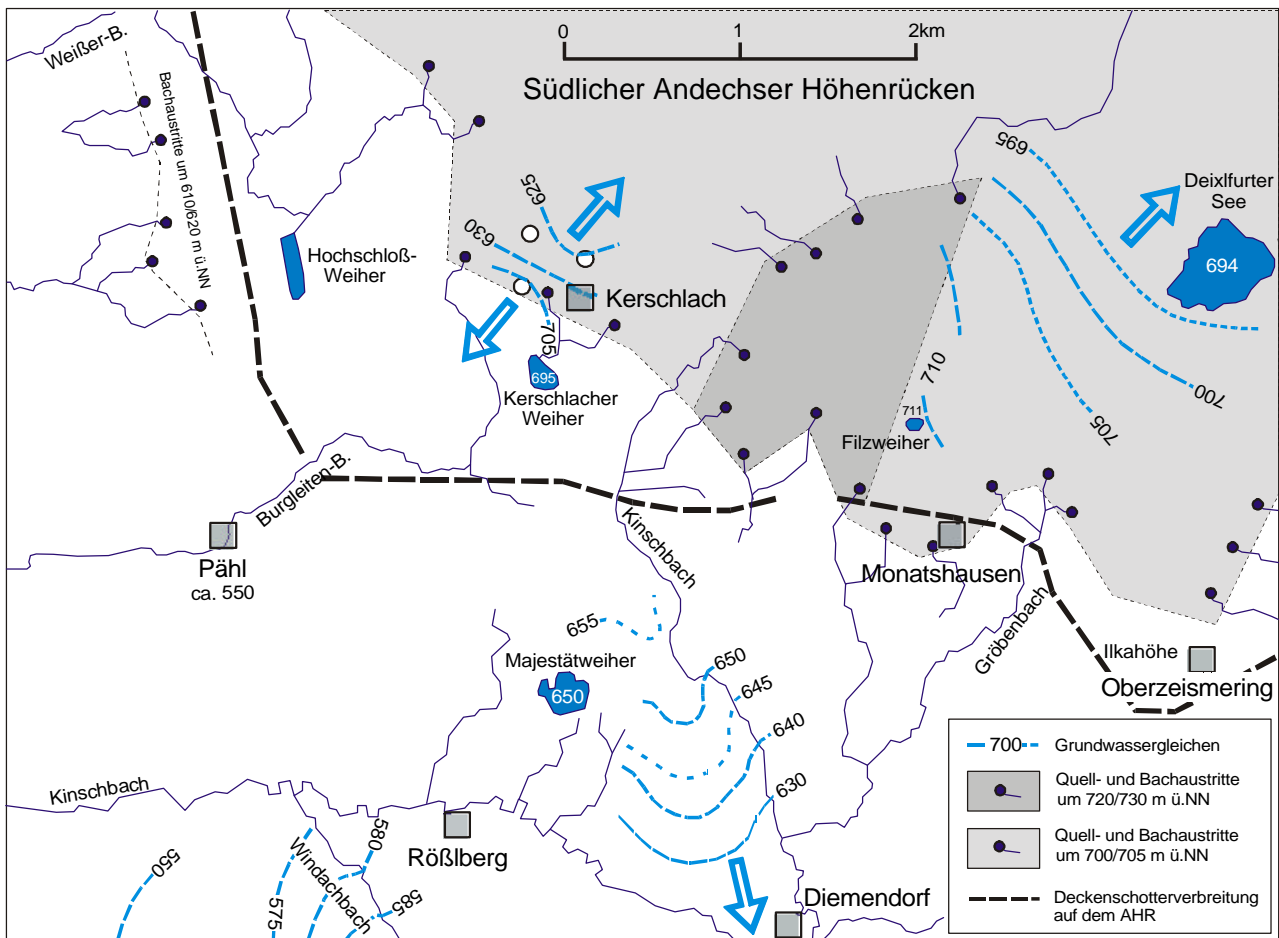 0
1
2km
Südlicher Andechser Höhenrücken
Weißer-B.
Bachaustritte um 610/620 m ü.NN
Hochschloß-
Weiher
625
630
Kerschlach
705
695
Kerschlacher
Weiher
695
Deixlfurter
See
694
710
711
Filzweiher
700
705
Burgleiten-B.
Pähl
ca. 550
Kinschbach
Monatshausen
Gröbenbach
Ilkahöhe
Oberzeismering
655
Majestätweiher
650
650
645
640
630
Kinschbach
Rößlberg
580
Windachbach
550
575
585
Diemendorf
700
Grundwassergleichen
Quell- und Bachaustritte
um 720/730 m ü.NN
Quell- und Bachaustritte
um 700/705 m ü.NN
Deckenschotterverbreitung
auf dem AHR